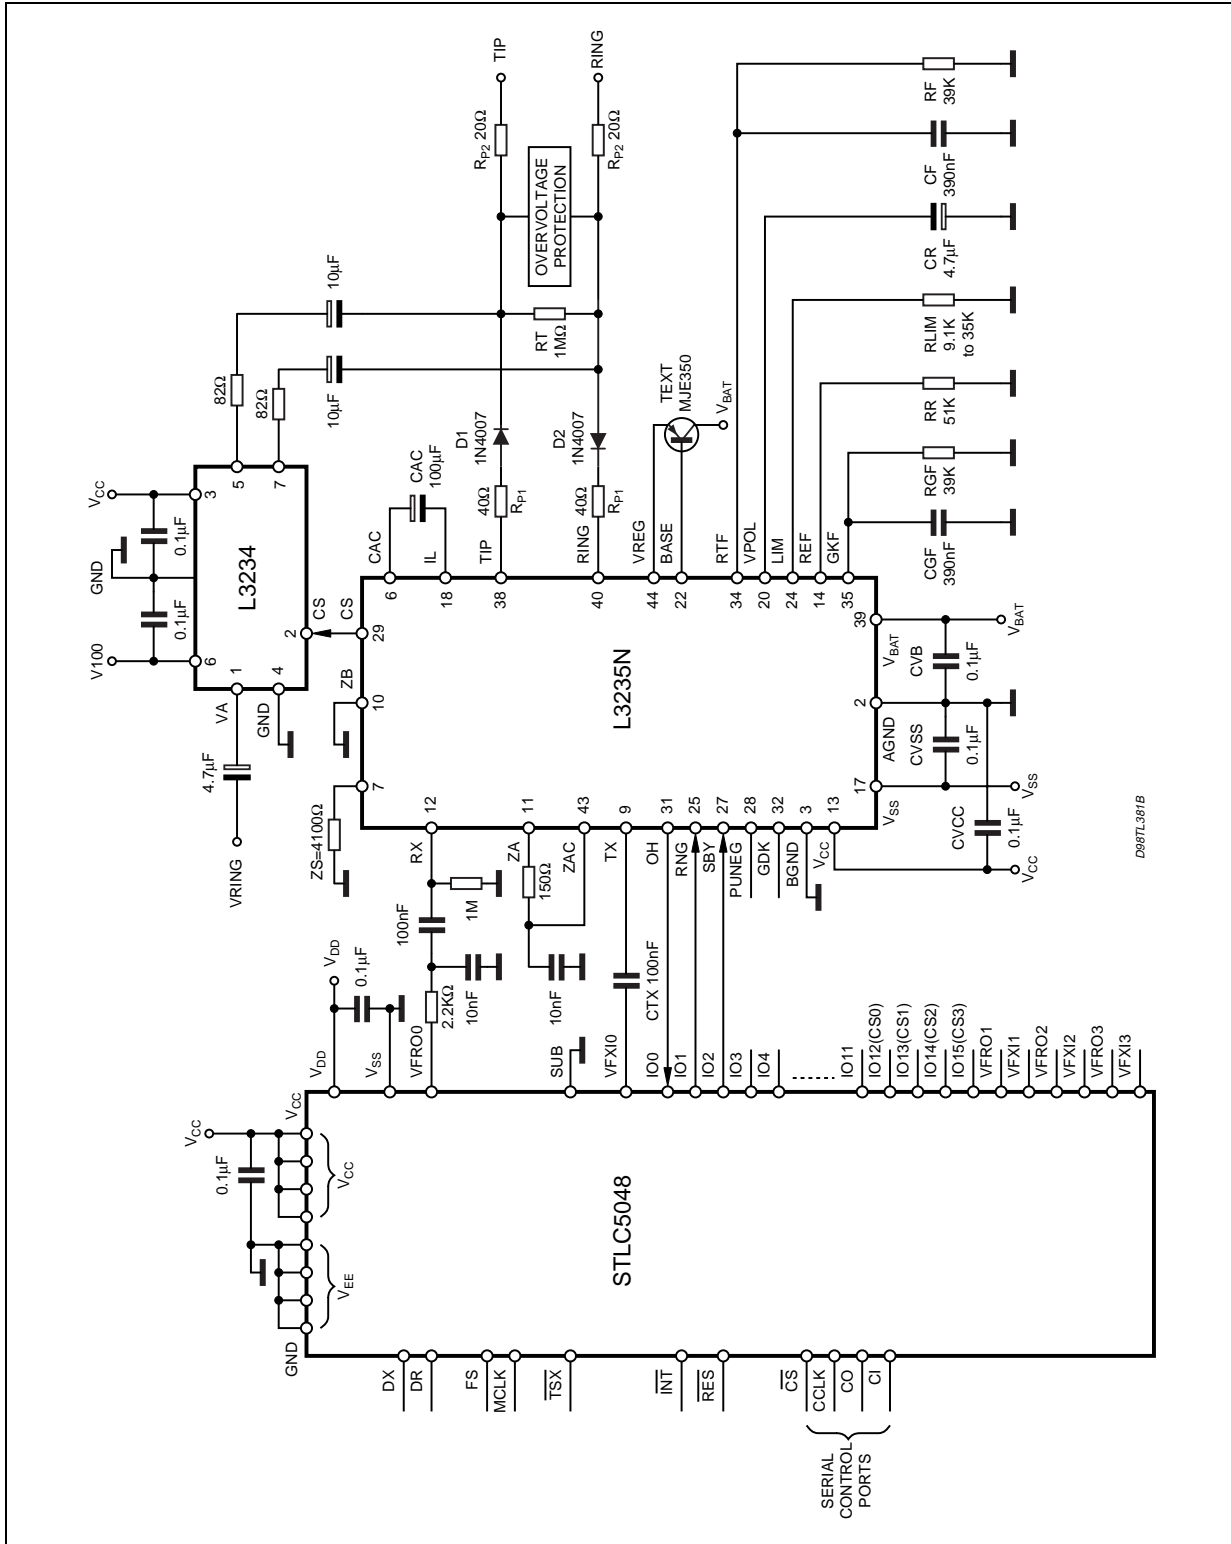 TIP
RING
R_P2 20Ω
R_P2 20Ω
OVERVOLTAGE
PROTECTION
RT
1MΩ
10µF
10µF
82Ω
82Ω
V_CC
GND
V100
0.1µF
0.1µF
L3234
3
5
7
6
1
4
2
VA
GND
CS
CS
4.7µF
VRING
D1
1N4007
D2
1N4007
CAC
100µF
40Ω
R_P1
40Ω
R_P1
TEXT
MJE350
V_BAT
CAC
IL
TIP
RING
VREG
BASE
RTF
VPOL
LIM
REF
GKF
6
18
38
40
44
22
34
20
24
14
35
RF
39K
CF
390nF
CR
4.7µF
RLIM
9.1K
to 35K
RR
51K
RGF
39K
CGF
390nF
L3235N
29
10
7
ZB
ZS=4100Ω
39
2
17
V_BAT
AGND
V_SS
CVB
0.1µF
CVSS
0.1µF
CVCC
0.1µF
V_BAT
V_SS
V_CC
12
11
43
9
31
25
27
28
32
3
13
RX
ZA
ZAC
TX
OH
RNG
SBY
PUNEG
GDK
BGND
V_CC
1M
100nF
10nF
2.2KΩ
150Ω
10nF
CTX 100nF
V_DD
0.1µF
V_DD
V_SS
VFRO0
SUB
VFXI0
IO0
IO1
IO2
IO3
IO4
IO11
IO12(CS0)
IO13(CS1)
IO14(CS2)
IO15(CS3)
VFRO1
VFXI1
VFRO2
VFXI2
VFRO3
VFXI3
V_CC
V_CC
0.1µF
V_CC
V_EE
GND
STLC5048
DX
DR
FS
MCLK
TSX
INT
RES
CS
CCLK
CO
CI
SERIAL
CONTROL
PORTS
D98TL381B